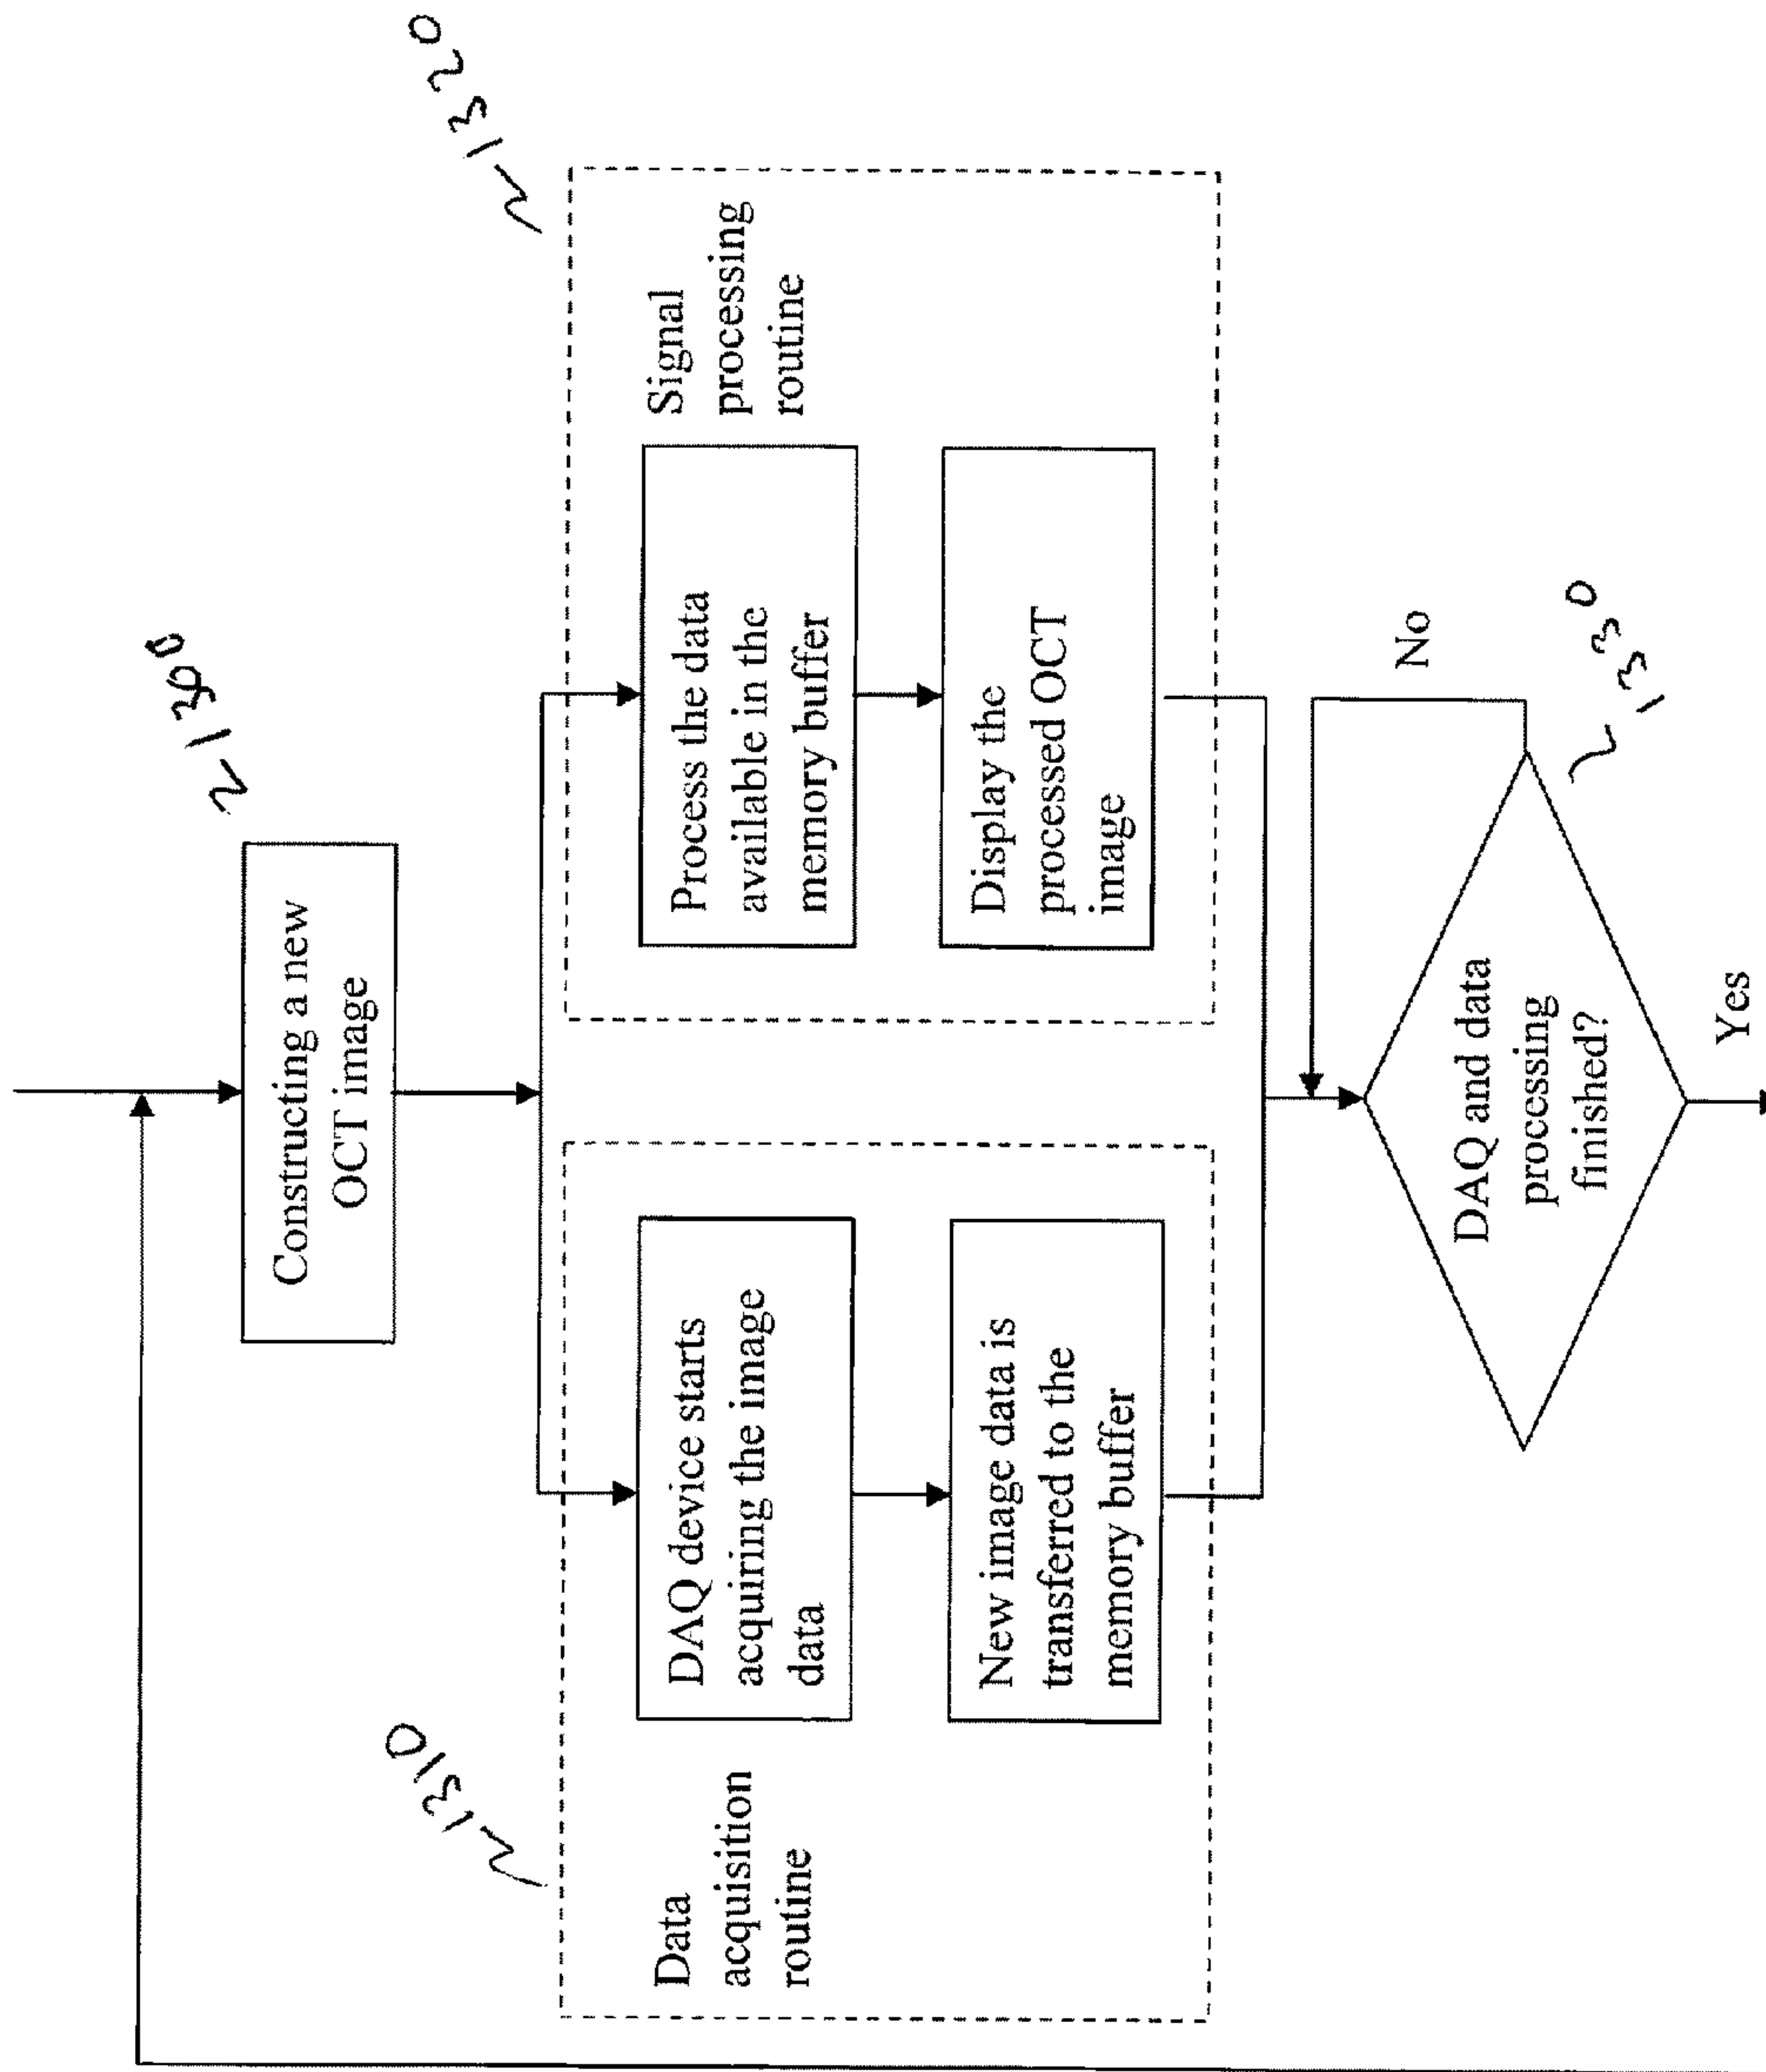 1300
Constructing a new
OCT image
1310
1320
Data
acquisition
routine
DAQ device starts
acquiring the image
data
New image data is
transferred to the
memory buffer
Signal
processing
routine
Process the data
available in the
memory buffer
Display the
processed OCT
image
No
1330
DAQ and data
processing
finished?
Yes